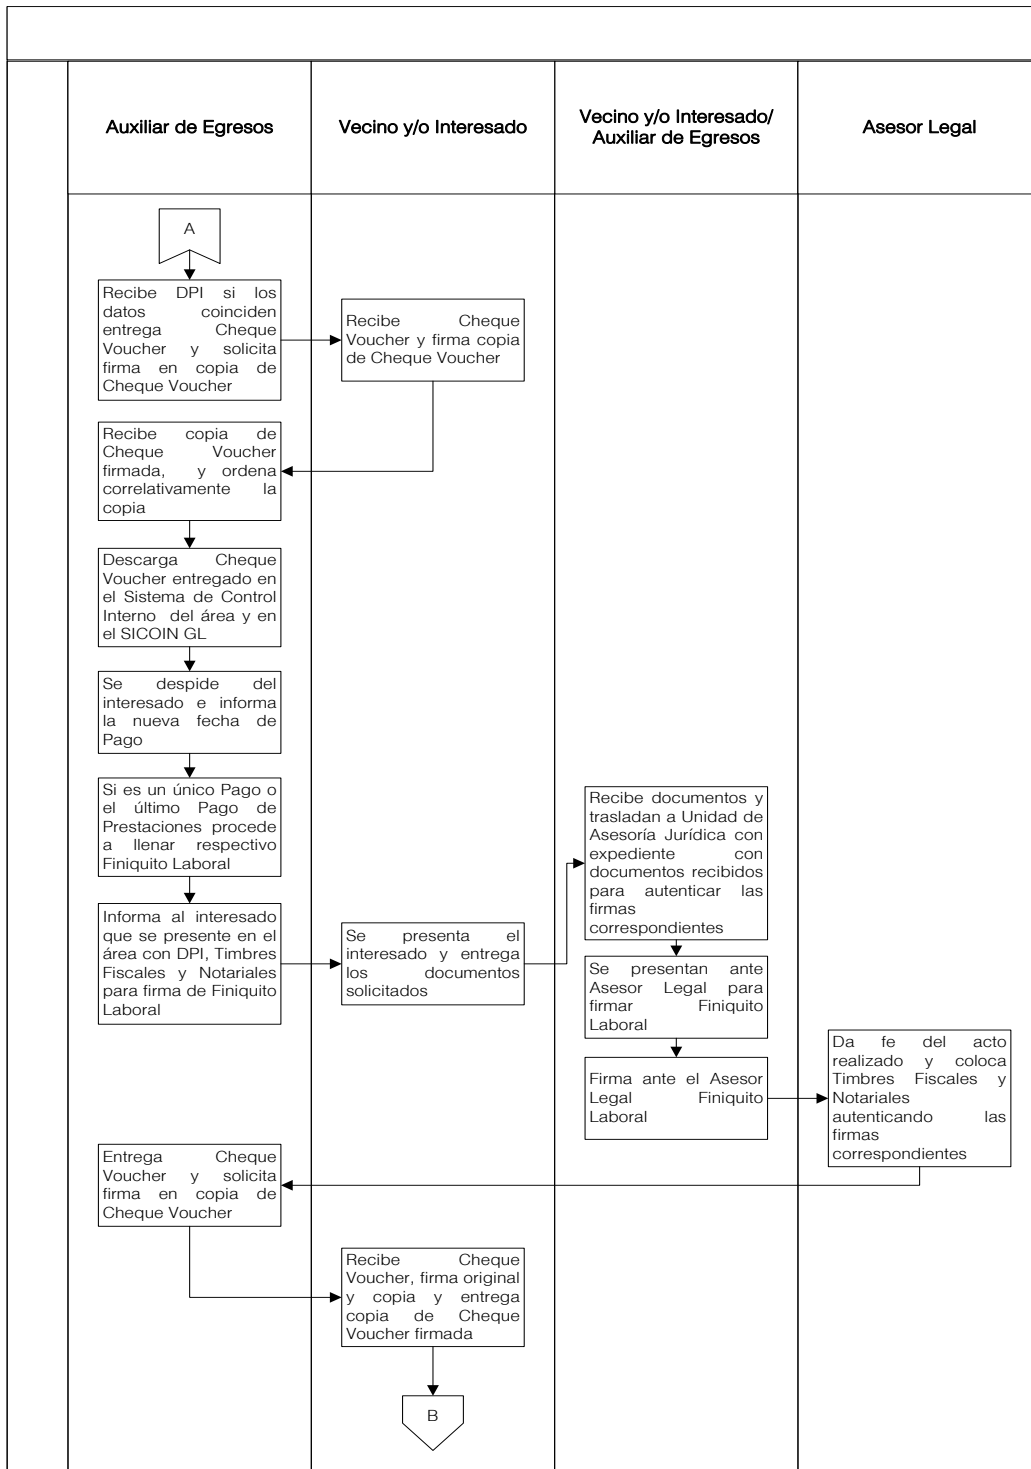 Auxiliar de Egresos
Vecino y/o Interesado
Vecino y/o Interesado/
Auxiliar de Egresos
Asesor Legal
A
Recibe DPI si los
datos coinciden
entrega Cheque
Voucher y solicita
firma en copia de
Cheque Voucher
Recibe Cheque
Voucher y firma copia
de Cheque Voucher
Recibe copia de
Cheque Voucher
firmada, y ordena
correlativamente la
copia
Descarga Cheque
Voucher entregado en
el Sistema de Control
Interno del área y en
el SICOIN GL
Se despide del
interesado e informa
la nueva fecha de
Pago
Si es un único Pago o
el último Pago de
Prestaciones procede
a llenar respectivo
Finiquito Laboral
Informa al interesado
que se presente en el
área con DPI, Timbres
Fiscales y Notariales
para firma de Finiquito
Laboral
Se presenta el
interesado y entrega
los documentos
solicitados
Recibe documentos y
trasladan a Unidad de
Asesoría Jurídica con
expediente con
documentos recibidos
para autenticar las
firmas
correspondientes
Se presentan ante
Asesor Legal para
firmar Finiquito
Laboral
Firma ante el Asesor
Legal Finiquito
Laboral
Da fe del acto
realizado y coloca
Timbres Fiscales y
Notariales
autenticando las
firmas
correspondientes
Entrega Cheque
Voucher y solicita
firma en copia de
Cheque Voucher
Recibe Cheque
Voucher, firma original
y copia y entrega
copia de Cheque
Voucher firmada
B